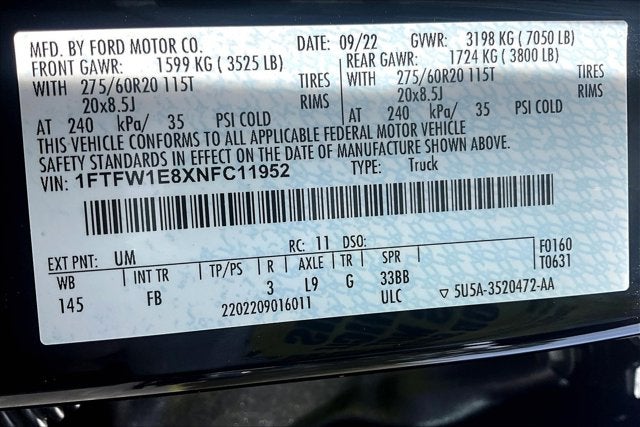 MFD. BY FORD MOTOR CO. DATE: 09/22 GVWR: 3198 KG ( 7050 LB)
FRONT GAWR: 1599 KG ( 3525 LB) REAR GAWR: 1724 KG ( 3800 LB)
WITH 275/60R20 115T TIRES WITH 275/60R20 115T TIRES
20x8.5J RIMS 20x8.5J RIMS
AT 240 kPa/ 35 PSI COLD AT 240 kPa/ 35 PSI COLD
THIS VEHICLE CONFORMS TO ALL APPLICABLE FEDERAL MOTOR VEHICLE
SAFETY STANDARDS IN EFFECT ON THE DATE OF MANUFACTURE SHOWN ABOVE.
VIN: 1FTFW1E8XNFC11952 TYPE: Truck
EXT PNT: UM RC: 11 DSO: F0160
WB INT TR TP/PS R AXLE TR SPR T0631
145 FB 3 L9 G 33BB
2202209016011 ULC ▽ 5U5A-3520472-AA